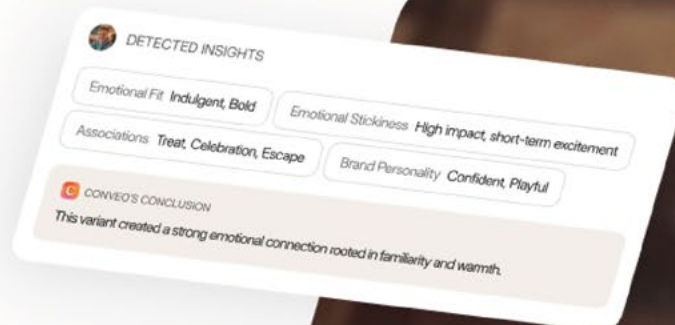 DETECTED INSIGHTS
Emotional Fit Indulgent, Bold
Emotional Stickiness High impact, short-term excitement
Associations Treat, Celebration, Escape
Brand Personality Confident, Playful
C CONVEO'S CONCLUSION
This variant created a strong emotional connection rooted in familiarity and warmth.